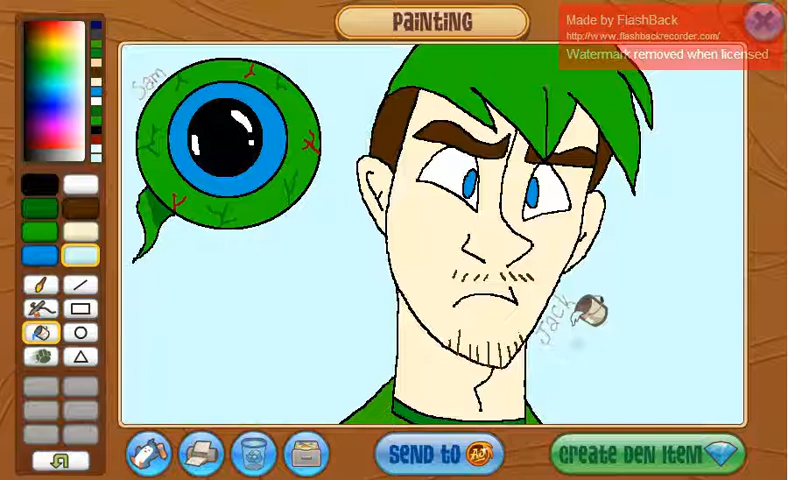 PAINTING
Made by FlashBack
http://www.flashbackrecorder.com/
Watermark removed when licensed
Sam
Jack
SEND TO AJ
CREATE DEN ITEM